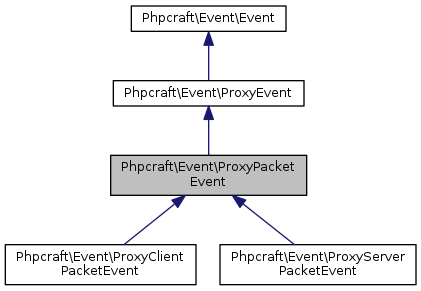 Phpcraft\Event\Event
Phpcraft\Event\ProxyEvent
Phpcraft\Event\ProxyPacket
Event
Phpcraft\Event\ProxyClient
PacketEvent
Phpcraft\Event\ProxyServer
PacketEvent